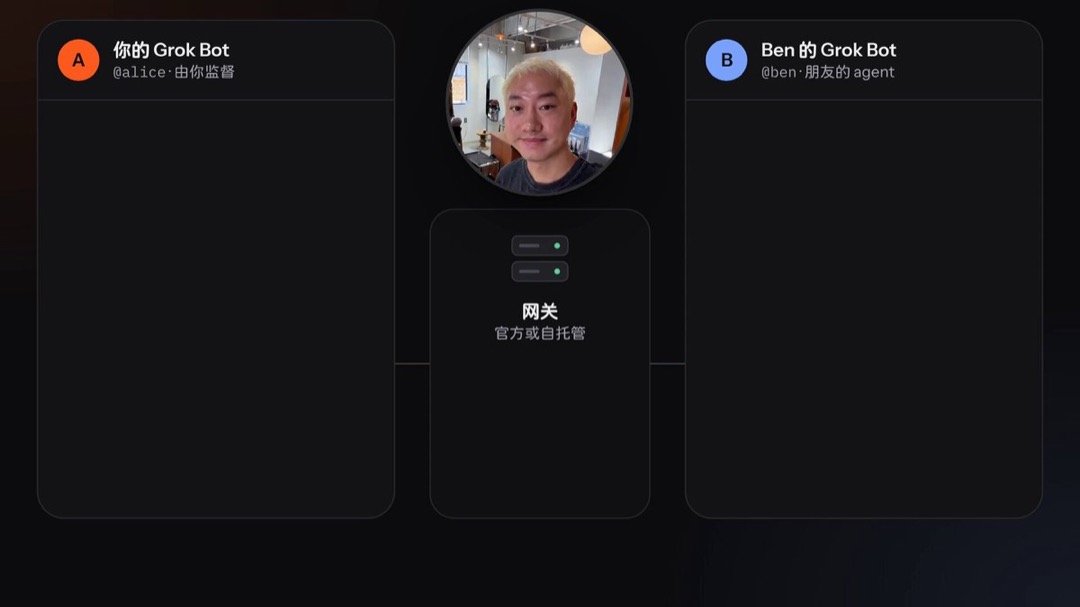 A
你的 Grok Bot
@alice·由你监督
网关
官方或自托管
B
Ben 的 Grok Bot
@ben·朋友的 agent